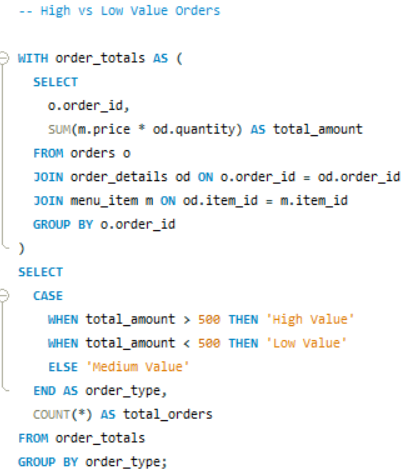 -- High vs Low Value Orders
WITH order_totals AS (
SELECT
o.order_id,
SUM(m.price * od.quantity) AS total_amount
FROM orders o
JOIN order_details od ON o.order_id = od.order_id
JOIN menu_item m ON od.item_id = m.item_id
GROUP BY o.order_id
)
SELECT
CASE
WHEN total_amount > 500 THEN 'High Value'
WHEN total_amount < 500 THEN 'Low Value'
ELSE 'Medium Value'
END AS order_type,
COUNT(*) AS total_orders
FROM order_totals
GROUP BY order_type;